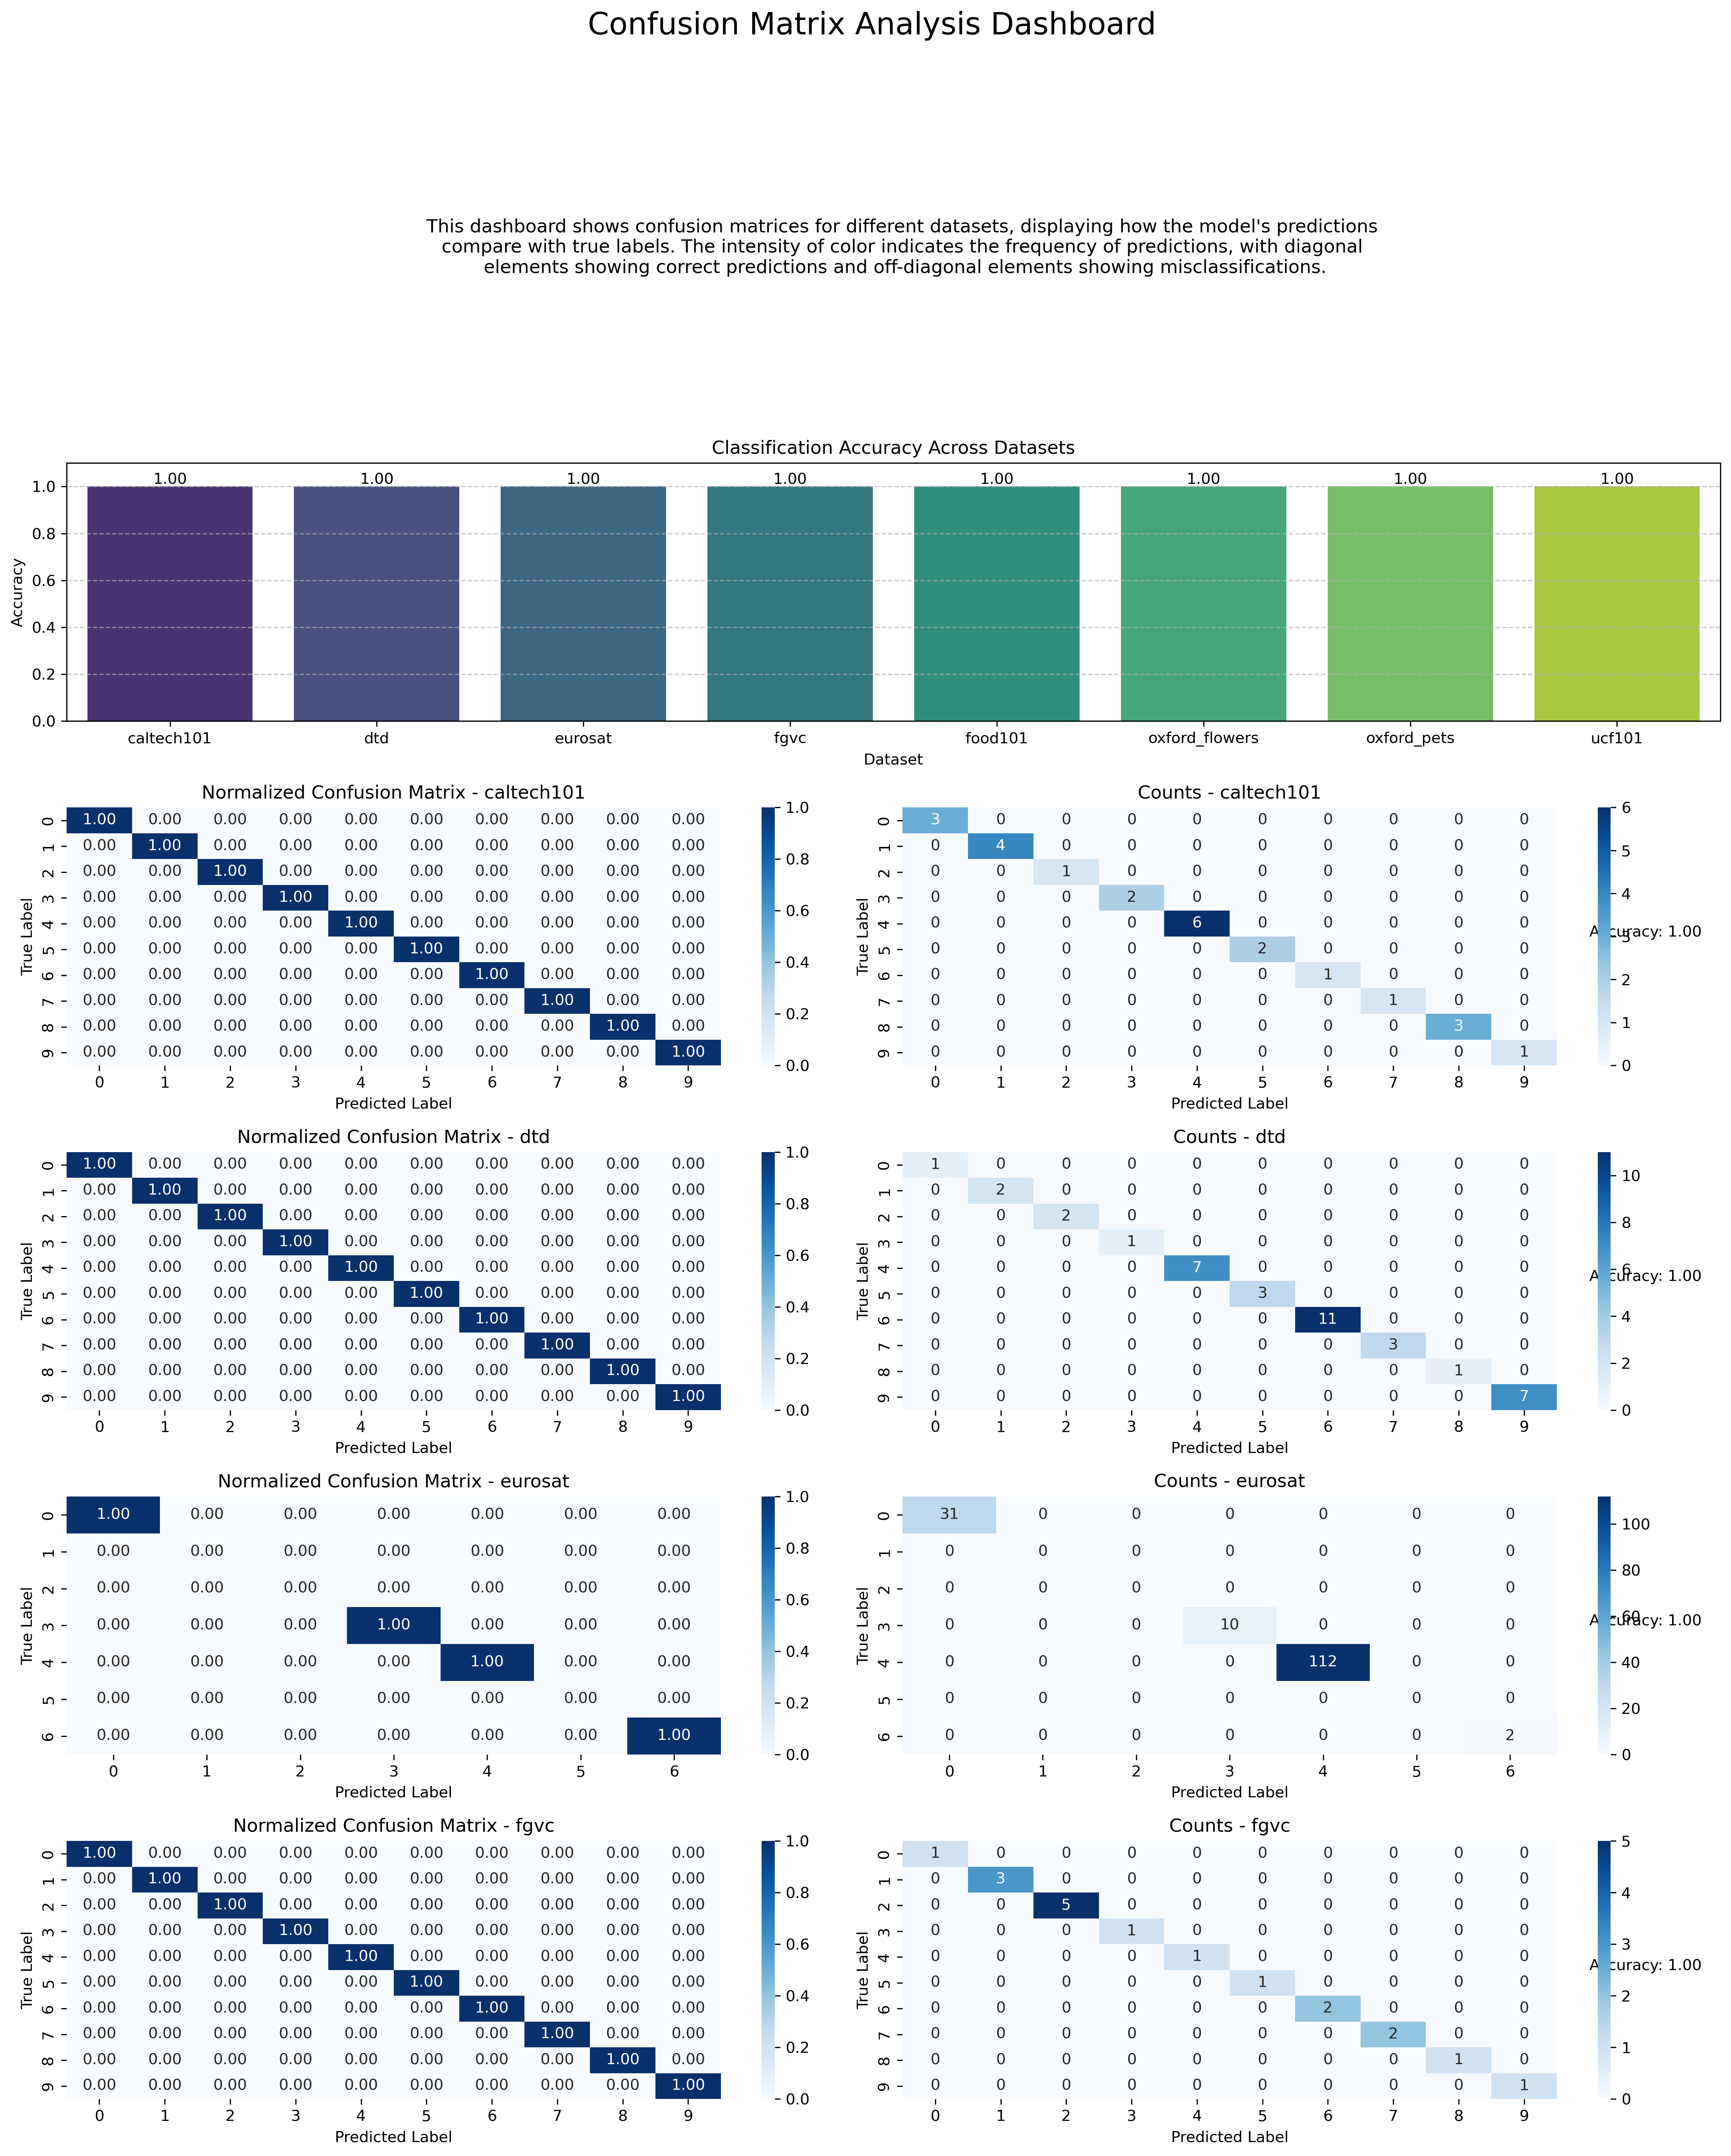 Confusion Matrix Analysis Dashboard
This dashboard shows confusion matrices for different datasets, displaying how the model's predictions
compare with true labels. The intensity of color indicates the frequency of predictions, with diagonal
elements showing correct predictions and off-diagonal elements showing misclassifications.
Classification Accuracy Across Datasets
1.00 1.00 1.00 1.00 1.00 1.00 1.00 1.00
1.0
0.8
0.6
0.4
0.2
0.0
Accuracy
caltech101 dtd eurosat fgvc food101 oxford_flowers oxford_pets ucf101
Dataset
Normalized Confusion Matrix - caltech101
True Label
0 1.00 0.00 0.00 0.00 0.00 0.00 0.00 0.00 0.00 0.00
1 0.00 1.00 0.00 0.00 0.00 0.00 0.00 0.00 0.00 0.00
2 0.00 0.00 1.00 0.00 0.00 0.00 0.00 0.00 0.00 0.00
3 0.00 0.00 0.00 1.00 0.00 0.00 0.00 0.00 0.00 0.00
4 0.00 0.00 0.00 0.00 1.00 0.00 0.00 0.00 0.00 0.00
5 0.00 0.00 0.00 0.00 0.00 1.00 0.00 0.00 0.00 0.00
6 0.00 0.00 0.00 0.00 0.00 0.00 1.00 0.00 0.00 0.00
7 0.00 0.00 0.00 0.00 0.00 0.00 0.00 1.00 0.00 0.00
8 0.00 0.00 0.00 0.00 0.00 0.00 0.00 0.00 1.00 0.00
9 0.00 0.00 0.00 0.00 0.00 0.00 0.00 0.00 0.00 1.00
0 1 2 3 4 5 6 7 8 9
Predicted Label
1.0
0.8
0.6
0.4
0.2
0.0
Counts - caltech101
True Label
0 3 0 0 0 0 0 0 0 0 0
1 0 4 0 0 0 0 0 0 0 0
2 0 0 1 0 0 0 0 0 0 0
3 0 0 0 2 0 0 0 0 0 0
4 0 0 0 0 6 0 0 0 0 0
5 0 0 0 0 0 2 0 0 0 0
6 0 0 0 0 0 0 1 0 0 0
7 0 0 0 0 0 0 0 1 0 0
8 0 0 0 0 0 0 0 0 3 0
9 0 0 0 0 0 0 0 0 0 1
0 1 2 3 4 5 6 7 8 9
Predicted Label
6
5
4
3
2
1
0
Accuracy: 1.00
Normalized Confusion Matrix - dtd
True Label
0 1.00 0.00 0.00 0.00 0.00 0.00 0.00 0.00 0.00 0.00
1 0.00 1.00 0.00 0.00 0.00 0.00 0.00 0.00 0.00 0.00
2 0.00 0.00 1.00 0.00 0.00 0.00 0.00 0.00 0.00 0.00
3 0.00 0.00 0.00 1.00 0.00 0.00 0.00 0.00 0.00 0.00
4 0.00 0.00 0.00 0.00 1.00 0.00 0.00 0.00 0.00 0.00
5 0.00 0.00 0.00 0.00 0.00 1.00 0.00 0.00 0.00 0.00
6 0.00 0.00 0.00 0.00 0.00 0.00 1.00 0.00 0.00 0.00
7 0.00 0.00 0.00 0.00 0.00 0.00 0.00 1.00 0.00 0.00
8 0.00 0.00 0.00 0.00 0.00 0.00 0.00 0.00 1.00 0.00
9 0.00 0.00 0.00 0.00 0.00 0.00 0.00 0.00 0.00 1.00
0 1 2 3 4 5 6 7 8 9
Predicted Label
1.0
0.8
0.6
0.4
0.2
0.0
Counts - dtd
True Label
0 1 0 0 0 0 0 0 0 0 0
1 0 2 0 0 0 0 0 0 0 0
2 0 0 2 0 0 0 0 0 0 0
3 0 0 0 1 0 0 0 0 0 0
4 0 0 0 0 7 0 0 0 0 0
5 0 0 0 0 0 3 0 0 0 0
6 0 0 0 0 0 0 11 0 0 0
7 0 0 0 0 0 0 0 3 0 0
8 0 0 0 0 0 0 0 0 1 0
9 0 0 0 0 0 0 0 0 0 7
0 1 2 3 4 5 6 7 8 9
Predicted Label
10
8
6
4
2
0
Accuracy: 1.00
Normalized Confusion Matrix - eurosat
True Label
0 1.00 0.00 0.00 0.00 0.00 0.00 0.00
1 0.00 0.00 0.00 0.00 0.00 0.00 0.00
2 0.00 0.00 0.00 0.00 0.00 0.00 0.00
3 0.00 0.00 0.00 1.00 0.00 0.00 0.00
4 0.00 0.00 0.00 0.00 1.00 0.00 0.00
5 0.00 0.00 0.00 0.00 0.00 0.00 0.00
6 0.00 0.00 0.00 0.00 0.00 0.00 1.00
0 1 2 3 4 5 6
Predicted Label
1.0
0.8
0.6
0.4
0.2
0.0
Counts - eurosat
True Label
0 31 0 0 0 0 0 0
1 0 0 0 0 0 0 0
2 0 0 0 0 0 0 0
3 0 0 0 10 0 0 0
4 0 0 0 0 112 0 0
5 0 0 0 0 0 0 0
6 0 0 0 0 0 0 2
0 1 2 3 4 5 6
Predicted Label
100
80
60
40
20
0
Accuracy: 1.00
Normalized Confusion Matrix - fgvc
True Label
0 1.00 0.00 0.00 0.00 0.00 0.00 0.00 0.00 0.00 0.00
1 0.00 1.00 0.00 0.00 0.00 0.00 0.00 0.00 0.00 0.00
2 0.00 0.00 1.00 0.00 0.00 0.00 0.00 0.00 0.00 0.00
3 0.00 0.00 0.00 1.00 0.00 0.00 0.00 0.00 0.00 0.00
4 0.00 0.00 0.00 0.00 1.00 0.00 0.00 0.00 0.00 0.00
5 0.00 0.00 0.00 0.00 0.00 1.00 0.00 0.00 0.00 0.00
6 0.00 0.00 0.00 0.00 0.00 0.00 1.00 0.00 0.00 0.00
7 0.00 0.00 0.00 0.00 0.00 0.00 0.00 1.00 0.00 0.00
8 0.00 0.00 0.00 0.00 0.00 0.00 0.00 0.00 1.00 0.00
9 0.00 0.00 0.00 0.00 0.00 0.00 0.00 0.00 0.00 1.00
0 1 2 3 4 5 6 7 8 9
Predicted Label
1.0
0.8
0.6
0.4
0.2
0.0
Counts - fgvc
True Label
0 1 0 0 0 0 0 0 0 0 0
1 0 3 0 0 0 0 0 0 0 0
2 0 0 5 0 0 0 0 0 0 0
3 0 0 0 1 0 0 0 0 0 0
4 0 0 0 0 1 0 0 0 0 0
5 0 0 0 0 0 1 0 0 0 0
6 0 0 0 0 0 0 2 0 0 0
7 0 0 0 0 0 0 0 2 0 0
8 0 0 0 0 0 0 0 0 1 0
9 0 0 0 0 0 0 0 0 0 1
0 1 2 3 4 5 6 7 8 9
Predicted Label
5
4
3
2
1
0
Accuracy: 1.00